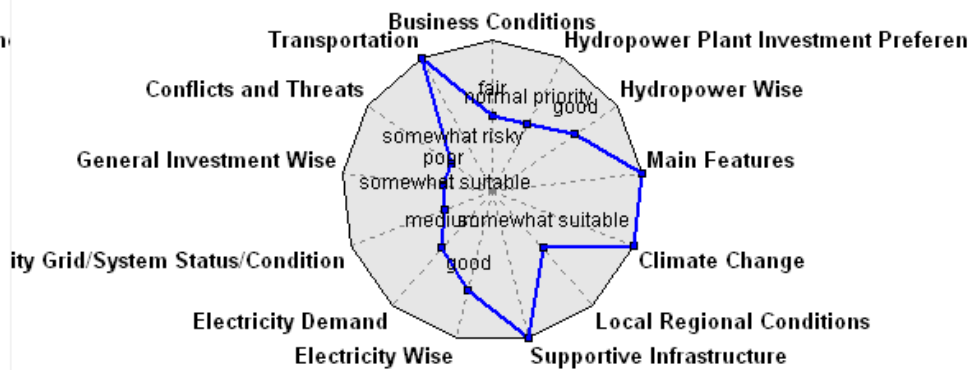 Business Conditions
Transportation
Hydropower Plant Investment Preferen
fair
normal priority
Conflicts and Threats
Hydropower Wise
good
somewhat risky
poor
General Investment Wise
Main Features
somewhat suitable
medium
somewhat suitable
ity Grid/System Status/Condition
good
Climate Change
Electricity Demand
Local Regional Conditions
Electricity Wise
Supportive Infrastructure